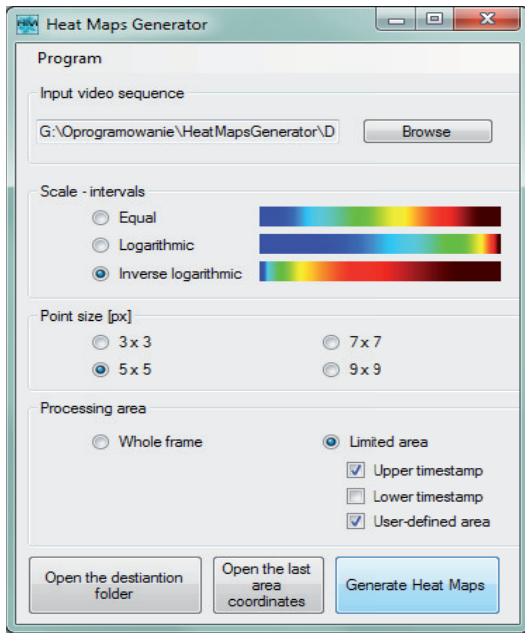 HM
Heat Maps Generator
Program
Input video sequence
G:\Oprogramowanie\HeatMapsGenerator\D
Browse
Scale - intervals
Equal
Logarithmic
Inverse logarithmic
Point size [px]
3 x 3
7 x 7
5 x 5
9 x 9
Processing area
Whole frame
Limited area
Upper timestamp
Lower timestamp
User-defined area
Open the destiantion
folder
Open the last
area
coordinates
Generate Heat Maps